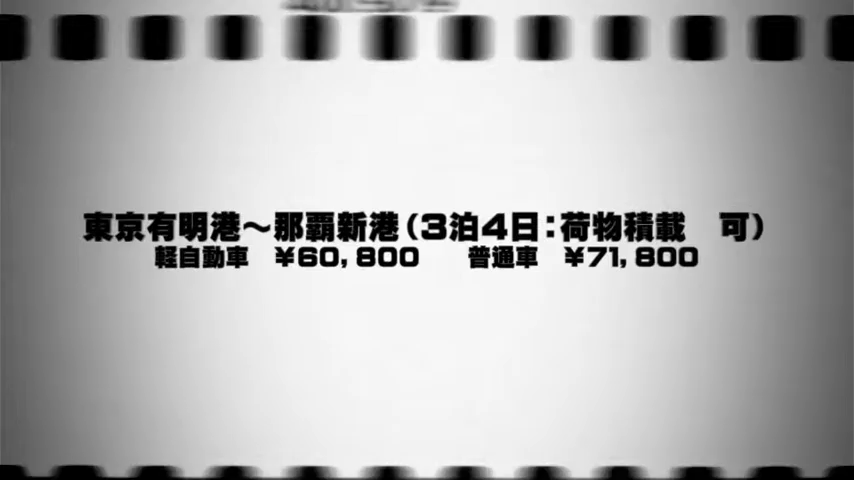 東京有明港～那覇新港（3泊4日：荷物積載　可）
軽自動車　￥60，800　　普通車　￥71，800